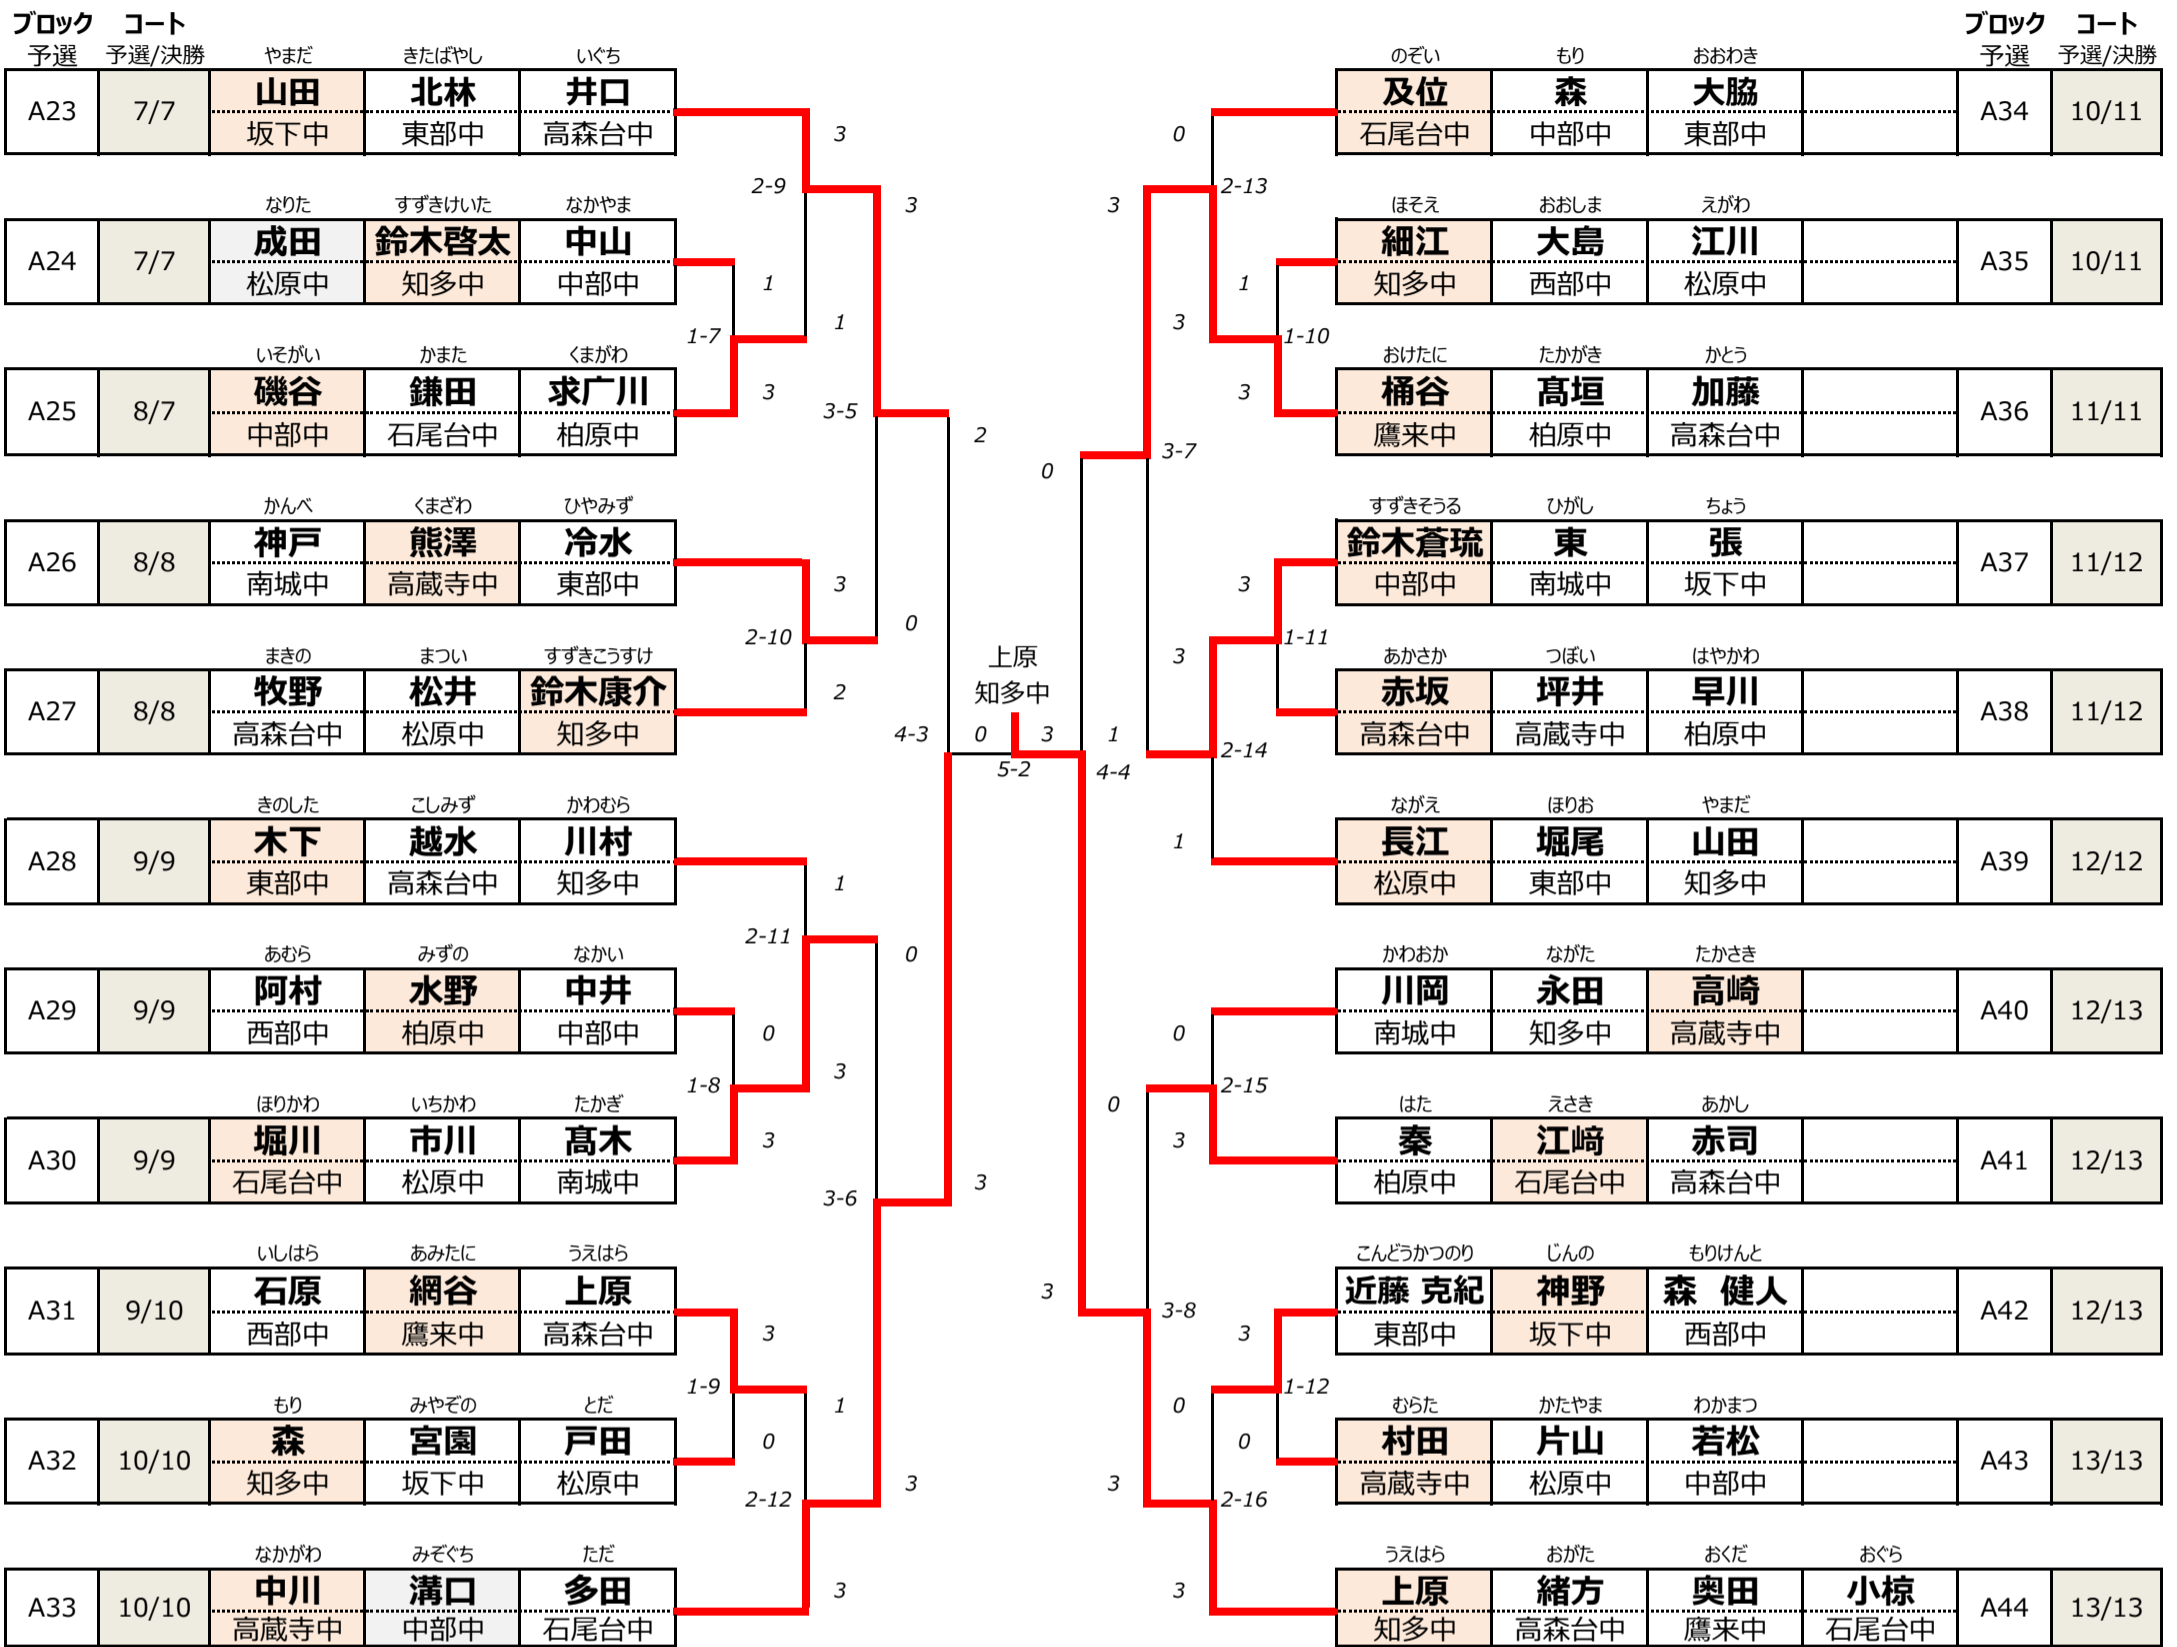 ブロック コート ブロック コート
予選 予選/決勝 やまだ きたばやし いぐち のぞい もり おおわき 予選 予選/決勝
A23 7/7 山田 北林 井口 及位 森 大脇 A34 10/11
坂下中 東部中 高森台中 石尾台中 中部中 東部中
3 0
2-9 2-13
3 3
なりた すずきけいた なかやま ほそえ おおしま えがわ
A24 7/7 成田 鈴木啓太 中山 細江 大島 江川 A35 10/11
松原中 知多中 中部中 知多中 西部中 松原中
1 1
1 3
1-7 1-10
いそがい かまた くまがわ おけたに たかがき かとう
A25 8/7 磯谷 鎌田 求广川 桶谷 髙垣 加藤 A36 11/11
中部中 石尾台中 柏原中 鷹来中 柏原中 高森台中
3 3
3-5 3-7
2 0
かんべ くまざわ ひやみず すずきそうる ひがし ちょう
A26 8/8 神戸 熊澤 冷水 鈴木蒼琉 東 張 A37 11/12
南城中 高蔵寺中 東部中 中部中 南城中 坂下中
3 3
0
2-10 1-11
まきの まつい すずきこうすけ あかさか つぼい はやかわ
A27 8/8 牧野 松井 鈴木康介 赤坂 坪井 早川 A38 11/12
高森台中 松原中 知多中 高森台中 高蔵寺中 柏原中
2 3
上原
知多中
4-3 0 3 1 2-14
5-2 4-4
きのした こしみず かわむら ながえ ほりお やまだ
A28 9/9 木下 越水 川村 長江 堀尾 山田 A39 12/12
東部中 高森台中 知多中 松原中 東部中 知多中
1 1
2-11
0
あむら みずの なかい かわおか ながた たかさき
A29 9/9 阿村 水野 中井 川岡 永田 高崎 A40 12/13
西部中 柏原中 中部中 南城中 知多中 高蔵寺中
0 0
3
1-8 2-15
0
ほりかわ いちかわ たかぎ はた えさき あかし
A30 9/9 堀川 市川 髙木 秦 江﨑 赤司 A41 12/13
石尾台中 松原中 南城中 柏原中 石尾台中 高森台中
3 3
3-6 3
いしはら あみたに うえはら こんどうかつのり じんの もりけんと
A31 9/10 石原 網谷 上原 近藤 克紀 神野 森 健人 A42 12/13
西部中 鷹来中 高森台中 東部中 坂下中 西部中
3 3-8
3 3
1-9 1-12
もり みやぞの とだ むらた かたやま わかまつ
A32 10/10 森 宮園 戸田 村田 片山 若松 A43 13/13
知多中 坂下中 松原中 高蔵寺中 松原中 中部中
1 0
0 0
3 3
2-12 2-16
なかがわ みぞぐち ただ うえはら おがた おくだ おぐら
A33 10/10 中川 溝口 多田 上原 緒方 奥田 小椋 A44 13/13
高蔵寺中 中部中 石尾台中 知多中 高森台中 鷹来中 石尾台中
3 3